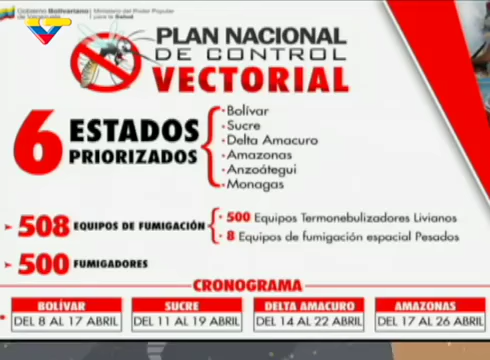 Gobierno Bolivariano de Venezuela
Ministerio del Poder Popular para la Salud
PLAN NACIONAL
DE CONTROL
VECTORIAL
6 ESTADOS PRIORIZADOS
• Bolívar
• Sucre
• Delta Amacuro
• Amazonas
• Anzoátegui
• Monagas
508 EQUIPOS DE FUMIGACIÓN
• 500 Equipos Termonebulizadores Livianos
• 8 Equipos de fumigación espacial Pesados
500 FUMIGADORES
CRONOGRAMA
BOLÍVAR SUCRE DELTA AMACURO AMAZONAS
DEL 8 AL 17 ABRIL DEL 11 AL 19 ABRIL DEL 14 AL 22 ABRIL DEL 17 AL 26 ABRIL